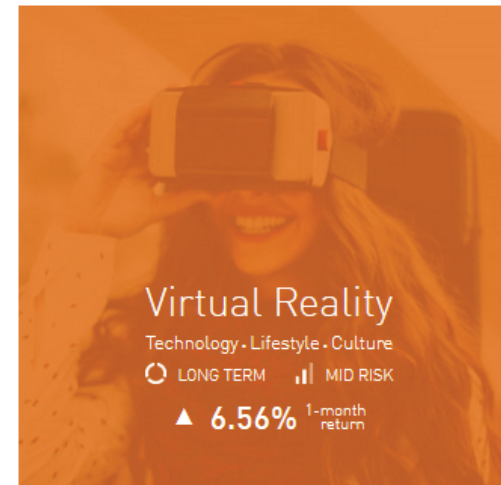 Virtual Reality
Technology • Lifestyle • Culture
LONG TERM MID RISK
▲ 6.56% 1-month return